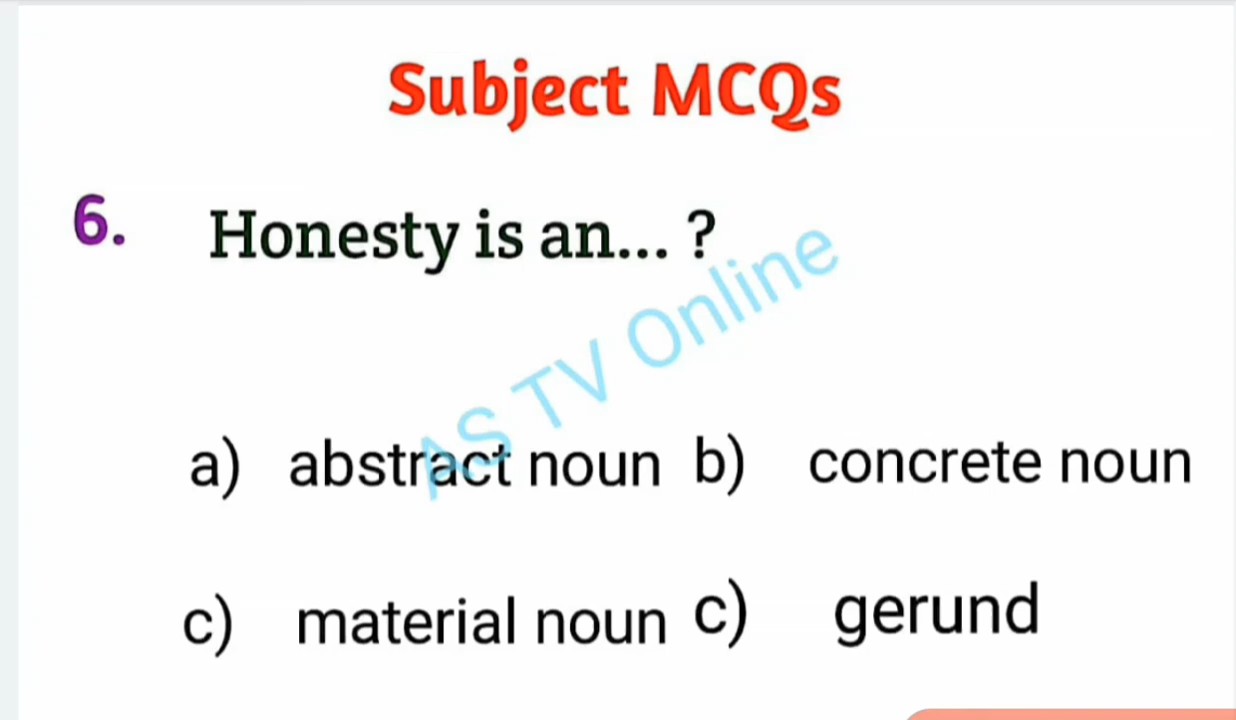 Subject MCQs
6. Honesty is an... ?
AS TV Online
a) abstract noun b) concrete noun
c) material noun c) gerund